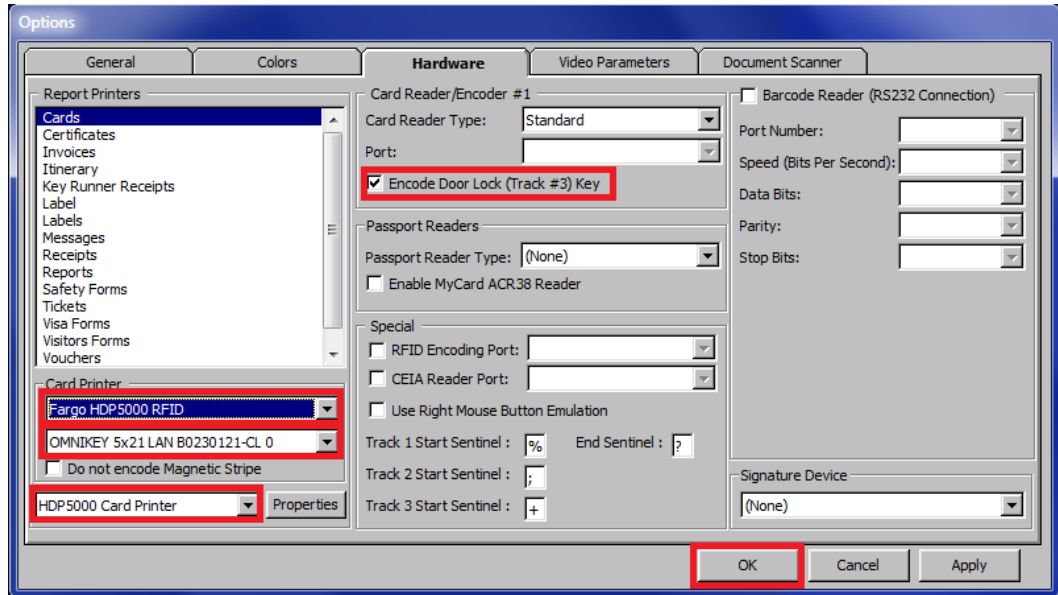 Options
General
Colors
Hardware
Video Parameters
Document Scanner
Report Printers
Cards
Certificates
Invoices
Itinerary
Key Runner Receipts
Label
Labels
Messages
Receipts
Reports
Safety Forms
Tickets
Visa Forms
Visitors Forms
Vouchers
Card Printer
Fargo HDP5000 RFID
OMNIKEY 5x21 LAN B0230121-CL 0
Do not encode Magnetic Stripe
HDP5000 Card Printer
Properties
Card Reader/Encoder #1
Card Reader Type: Standard
Port:
Encode Door Lock (Track #3) Key
Passport Readers
Passport Reader Type: (None)
Enable MyCard ACR38 Reader
Special
RFID Encoding Port:
CEIA Reader Port:
Use Right Mouse Button Emulation
Track 1 Start Sentinel : % End Sentinel : ?
Track 2 Start Sentinel : ;
Track 3 Start Sentinel : +
Barcode Reader (RS232 Connection)
Port Number:
Speed (Bits Per Second):
Data Bits:
Parity:
Stop Bits:
Signature Device
(None)
OK
Cancel
Apply